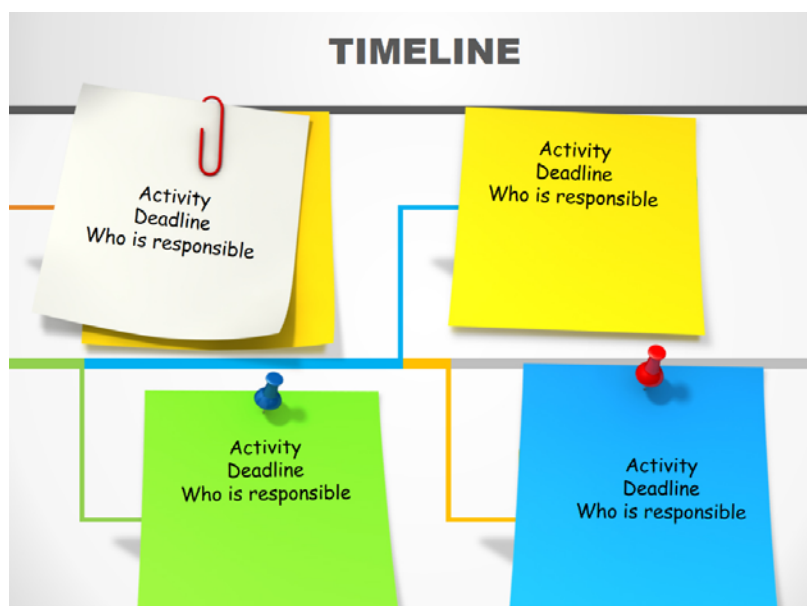 TIMELINE
Activity
Deadline
Who is responsible
Activity
Deadline
Who is responsible
Activity
Deadline
Who is responsible
Activity
Deadline
Who is responsible